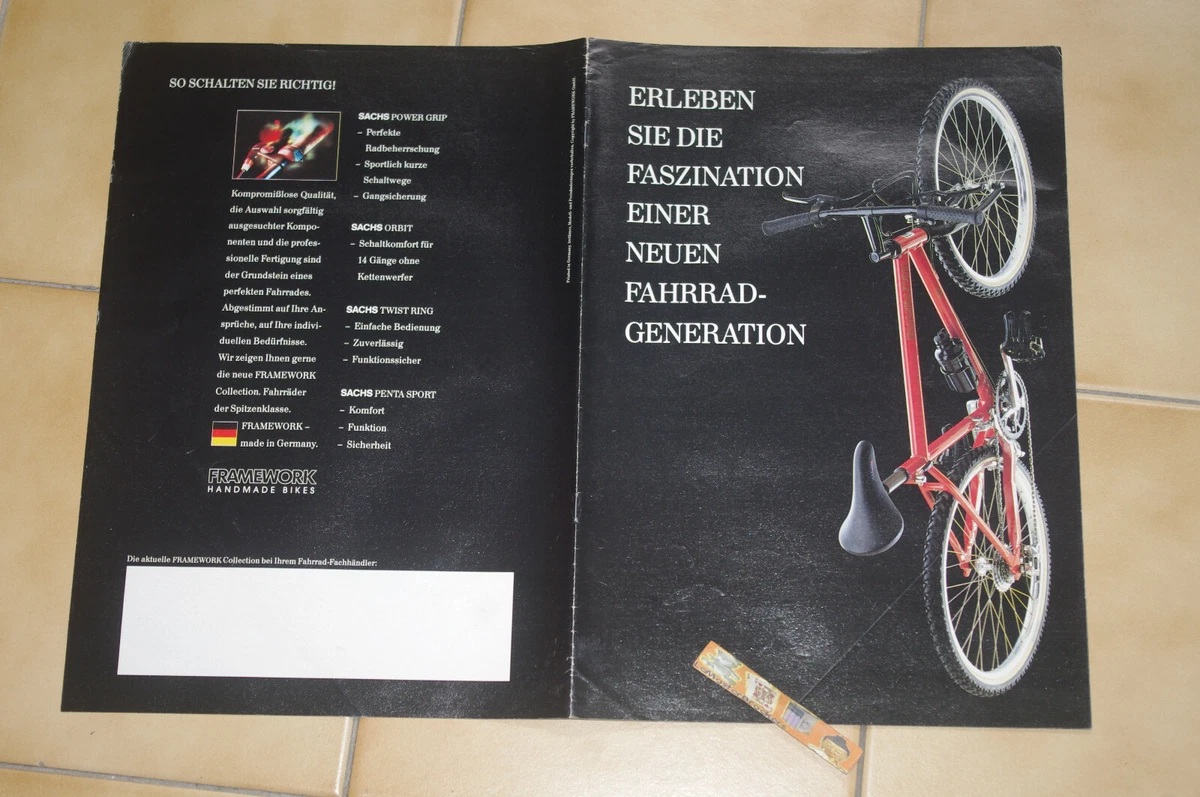 SO SCHALTEN SIE RICHTIG!
Kompromißlose Qualität,
die Auswahl sorgfältig
ausgesuchter Kompo-
nenten und die profes-
sionelle Fertigung sind
der Grundstein eines
perfekten Fahrrades.
Abgestimmt auf Ihre An-
sprüche, auf Ihre indivi-
duellen Bedürfnisse.
Wir zeigen Ihnen gerne
die neue FRAMEWORK
Collection. Fahrräder
der Spitzenklasse.
FRAMEWORK –
made in Germany.
FRAMEWORK
HANDMADE BIKES
SACHS POWER GRIP
– Perfekte
Radbeherrschung
– Sportlich kurze
Schaltwege
– Gangsicherung
SACHS ORBIT
– Schaltkomfort für
14 Gänge ohne
Kettenwerfer
SACHS TWIST RING
– Einfache Bedienung
– Zuverlässig
– Funktionssicher
SACHS PENTA SPORT
– Komfort
– Funktion
– Sicherheit
Die aktuelle FRAMEWORK Collection bei Ihrem Fahrrad-Fachhändler:
ERLEBEN
SIE DIE
FASZINATION
EINER
NEUEN
FAHRRAD-
GENERATION